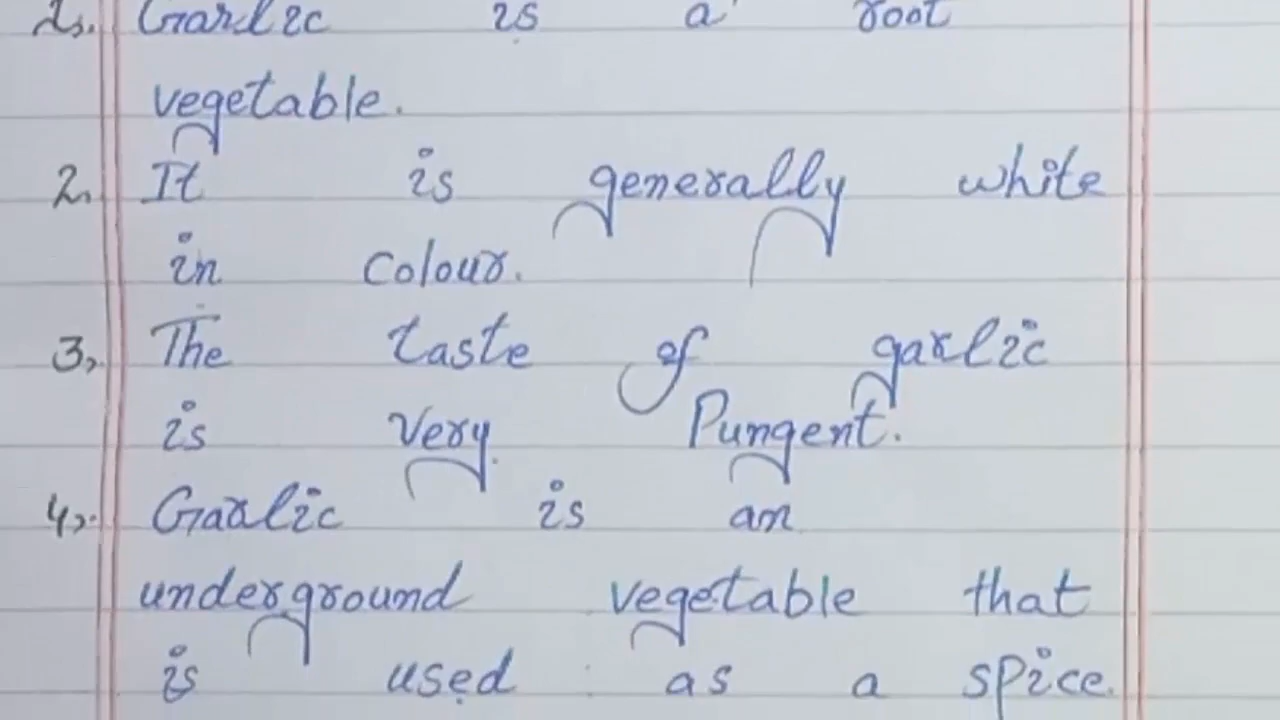 1. Garlic is a root
vegetable.
2. It is generally white
in colour.
3. The taste of garlic
is very Pungent.
4. Garlic is an
underground vegetable that
is used as a spice.